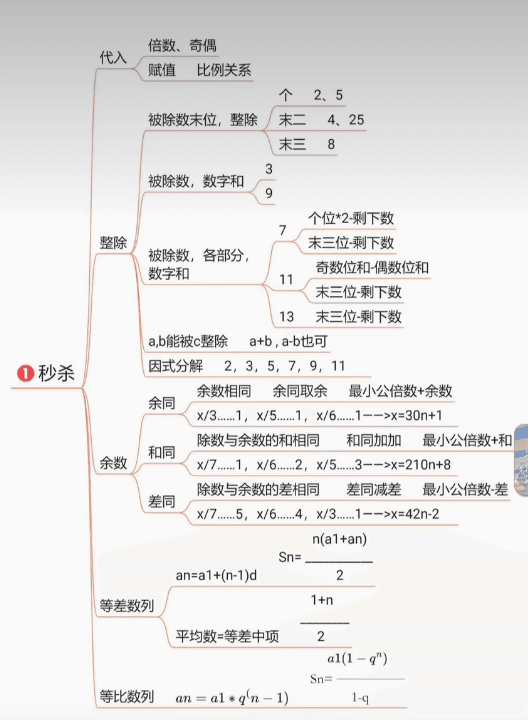 ❶ 秒杀
代入
倍数、奇偶
赋值 比例关系
整除
被除数末位，整除
个 2、5
末二 4、25
末三 8
被除数，数字和
3
9
被除数，各部分，
数字和
7
个位*2-剩下数
末三位-剩下数
11
奇数位和-偶数位和
末三位-剩下数
13 末三位-剩下数
a,b能被c整除 a+b , a-b也可
因式分解 2，3，5，7，9，11
余数
余同
余数相同 余同取余 最小公倍数+余数
x/3……1，x/5……1，x/6……1——>x=30n+1
和同
除数与余数的和相同 和同加加 最小公倍数+和
x/7……1，x/6……2，x/5……3——>x=210n+8
差同
除数与余数的差相同 差同减差 最小公倍数-差
x/7……5，x/6……4，x/3……1——>x=42n-2
等差数列
an=a1+(n-1)d
n(a1+an)
Sn=
2
平均数=等差中项
1+n
2
等比数列
an = a1 ∗ q^(n − 1)
a1(1 − q^n)
Sn=
1-q